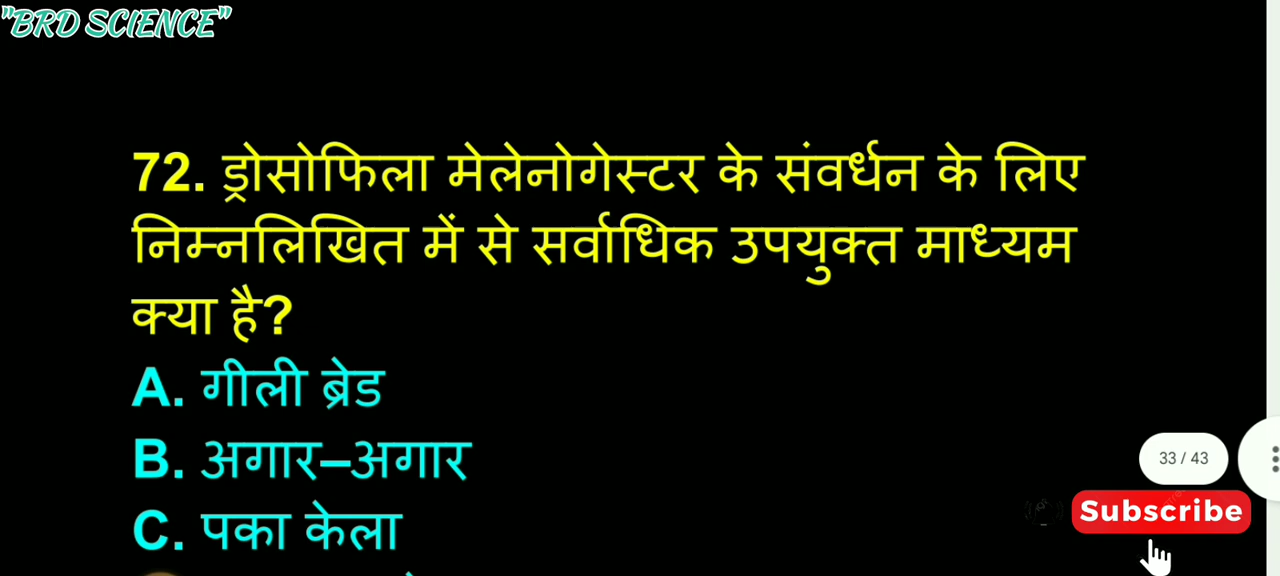 "BRD SCIENCE"
72. ड्रोसोफिला मेलेनोगेस्टर के संवर्धन के लिए
निम्नलिखित में से सर्वाधिक उपयुक्त माध्यम
क्या है?
A. गीली ब्रेड
B. अगार–अगार
33 / 43
Subscribe
C. पका केला